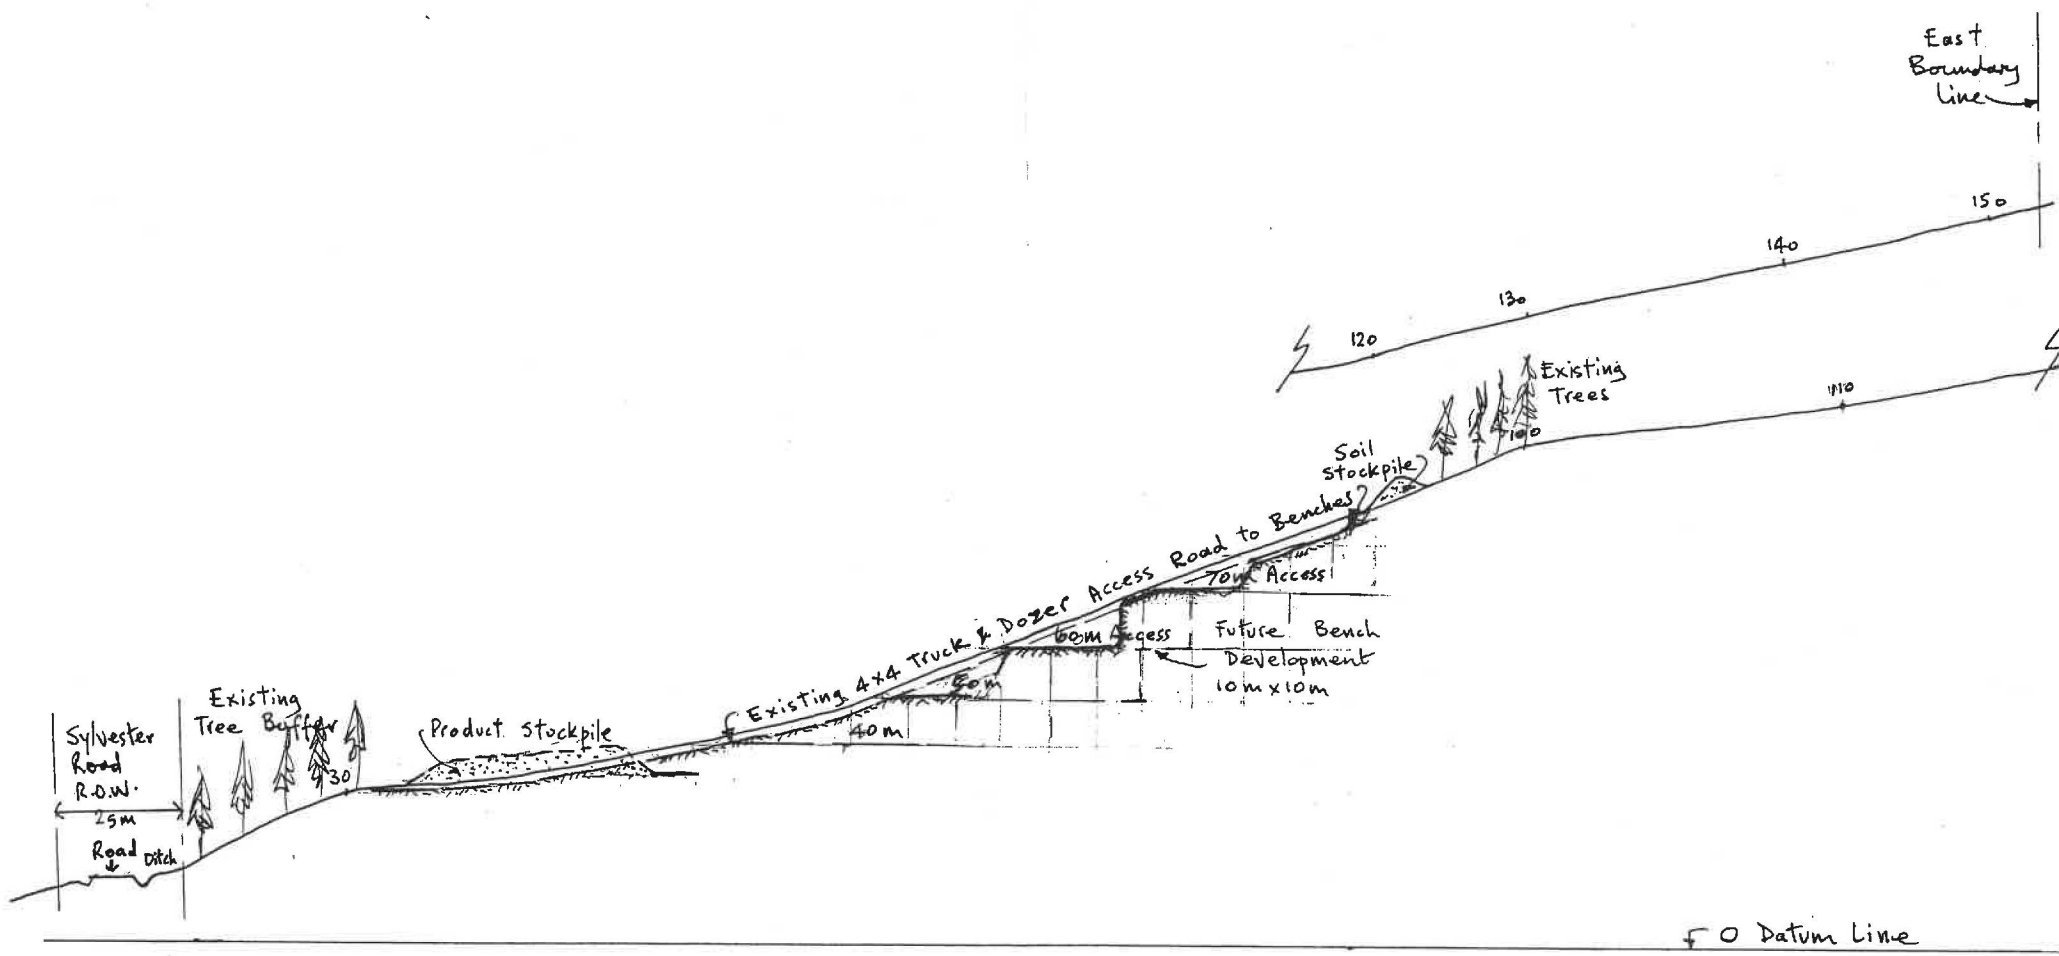 East
Boundary
Line
150
140
130
120
Existing
Trees
110
100
Soil
Stockpile
Existing 4x4 Truck & Dozer Access Road to Benches
70m Access
60m Access
Future Bench
Development
10m x 10m
50m
40m
Existing
Tree Buffer
Product Stockpile
Sylvester
Road
R.O.W.
25m
30
Road Ditch
0 Datum Line